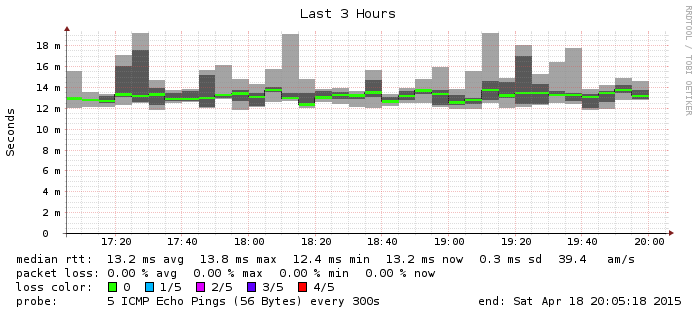 Last 3 Hours
RRDTOOL / TOBI OETIKER
Seconds
18 m
16 m
14 m
12 m
10 m
8 m
6 m
4 m
2 m
0
17:20 17:40 18:00 18:20 18:40 19:00 19:20 19:40 20:00
median rtt: 13.2 ms avg 13.8 ms max 12.4 ms min 13.2 ms now 0.3 ms sd 39.4 am/s
packet loss: 0.00 % avg 0.00 % max 0.00 % min 0.00 % now
loss color: 0 1/5 2/5 3/5 4/5
probe: 5 ICMP Echo Pings (56 Bytes) every 300s end: Sat Apr 18 20:05:18 2015